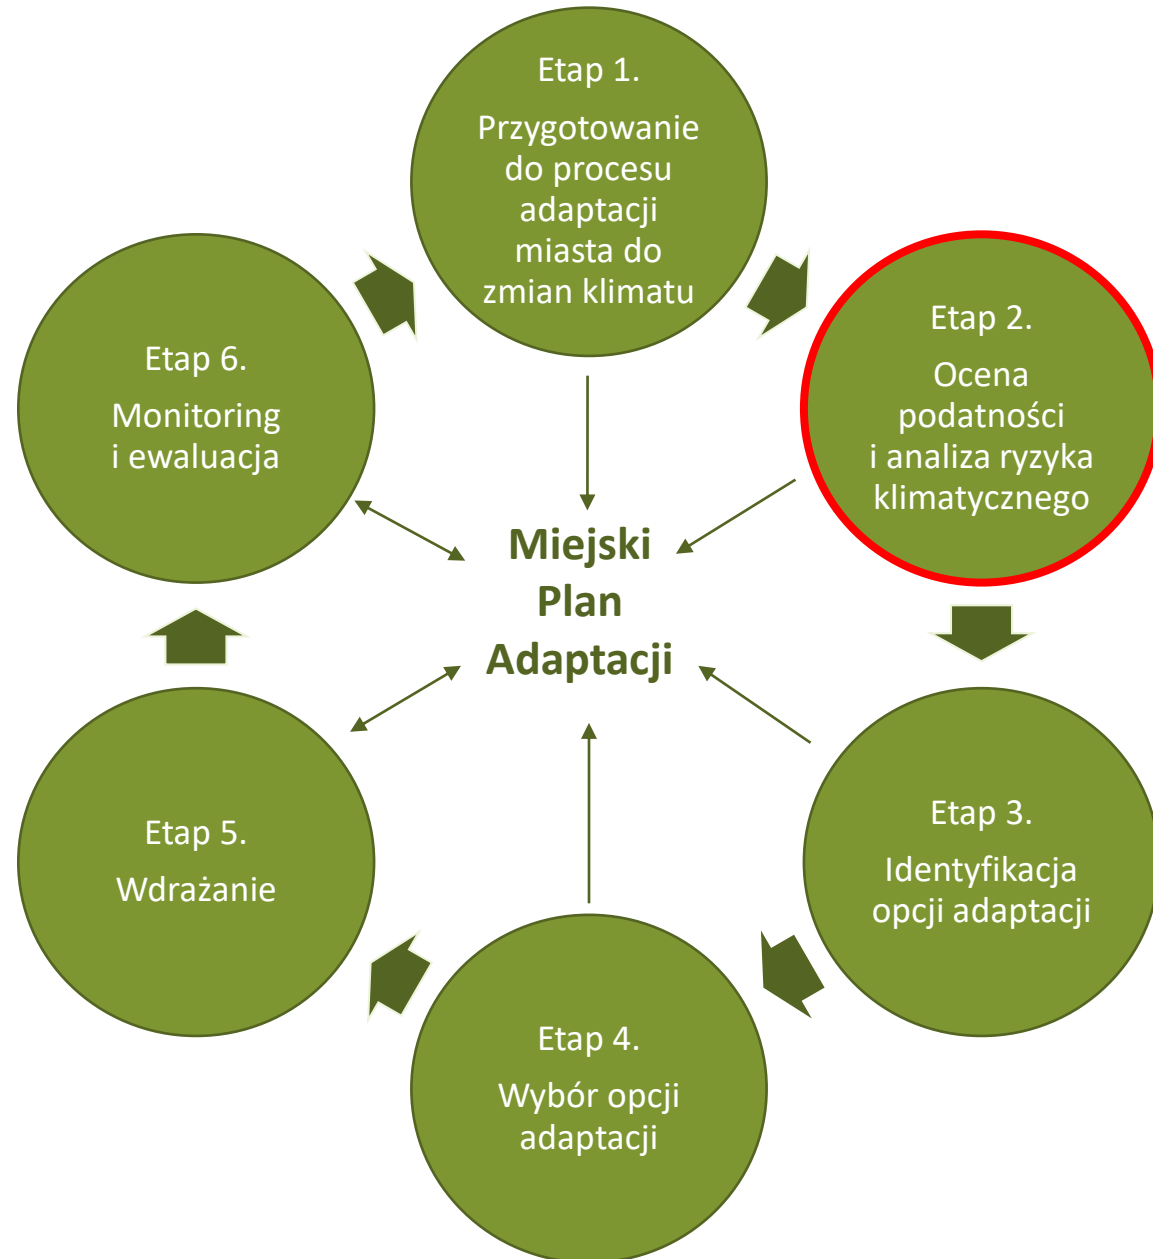 Etap 1.
Przygotowanie
do procesu
adaptacji
miasta do
zmian klimatu
Etap 2.
Ocena
podatności
i analiza ryzyka
klimatycznego
Etap 3.
Identyfikacja
opcji adaptacji
Etap 4.
Wybór opcji
adaptacji
Etap 5.
Wdrażanie
Etap 6.
Monitoring
i ewaluacja
Miejski
Plan
Adaptacji